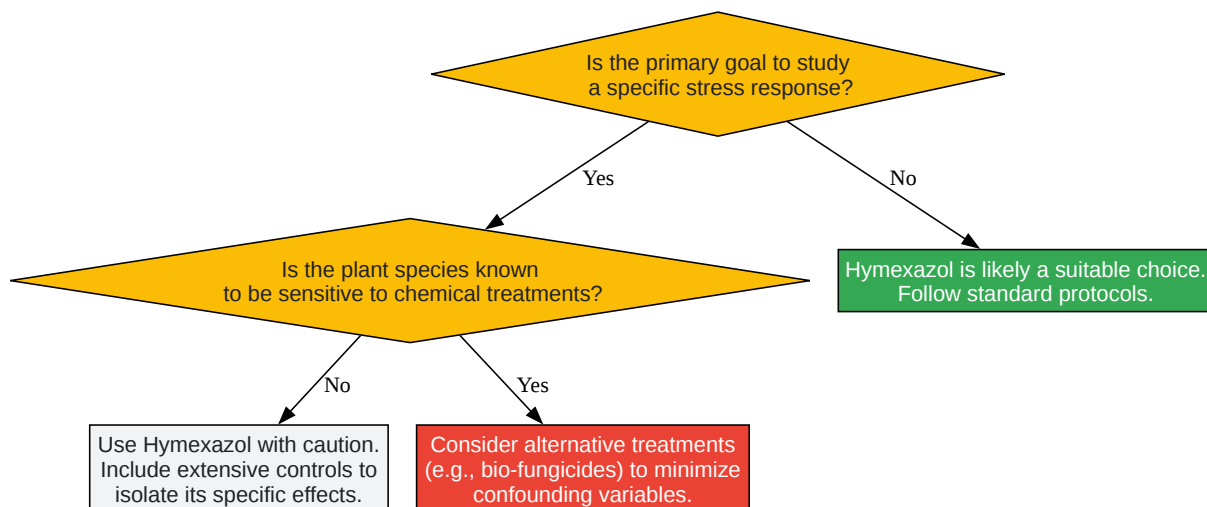 Is the primary goal to study
a specific stress response?
Yes
No
Is the plant species known
to be sensitive to chemical treatments?
Hymexazol is likely a suitable choice.
Follow standard protocols.
No
Yes
Use Hymexazol with caution.
Include extensive controls to
isolate its specific effects.
Consider alternative treatments
(e.g., bio-fungicides) to minimize
confounding variables.